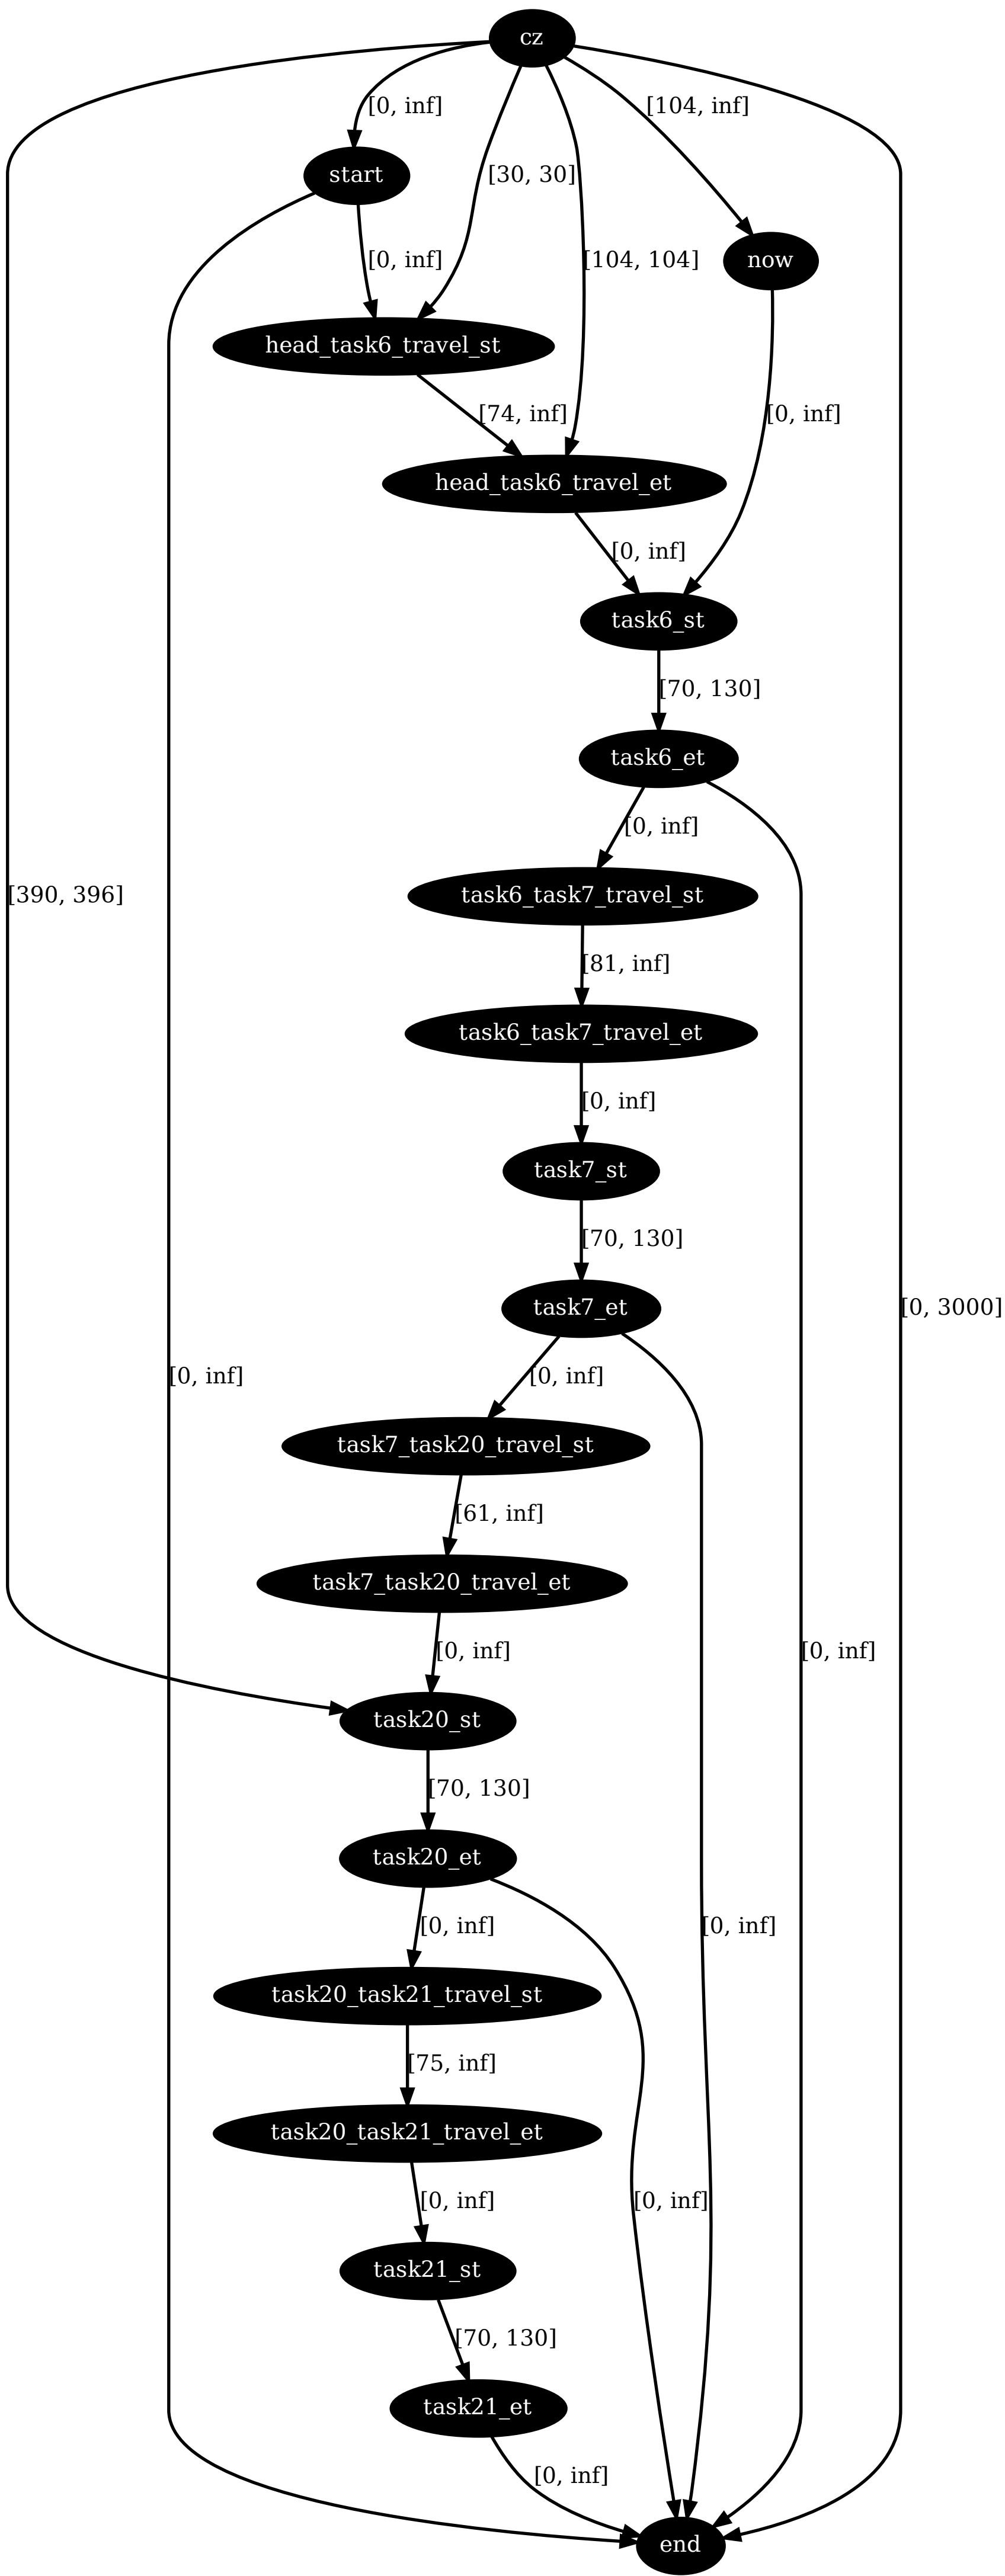 cz
[0, inf]
[104, inf]
start
[30, 30]
[0, inf]
[104, 104]
now
head_task6_travel_st
[74, inf]
[0, inf]
head_task6_travel_et
[0, inf]
task6_st
[70, 130]
task6_et
[0, inf]
[390, 396]
task6_task7_travel_st
[81, inf]
task6_task7_travel_et
[0, inf]
task7_st
[70, 130]
task7_et
[0, 3000]
[0, inf]
[0, inf]
task7_task20_travel_st
[61, inf]
task7_task20_travel_et
[0, inf]
[0, inf]
task20_st
[70, 130]
task20_et
[0, inf]
[0, inf]
task20_task21_travel_st
[75, inf]
task20_task21_travel_et
[0, inf]
[0, inf]
task21_st
[70, 130]
task21_et
[0, inf]
end